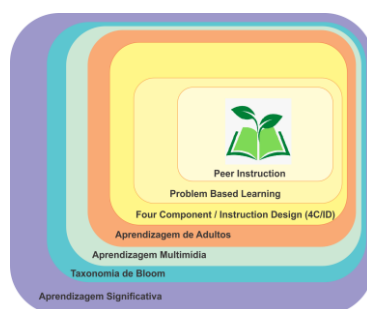 Peer Instruction
Problem Based Learning
Four Component / Instruction Design (4C/ID)
Aprendizagem de Adultos
Aprendizagem Multimídia
Taxonomia de Bloom
Aprendizagem Significativa